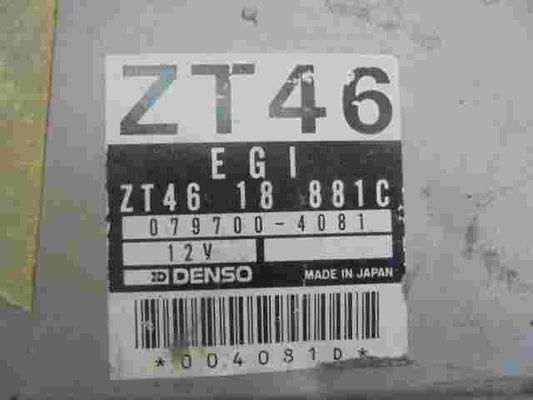 ZT46
EGI
ZT46 18 881C
079700-4081
12V
DENSO MADE IN JAPAN
*004081D*